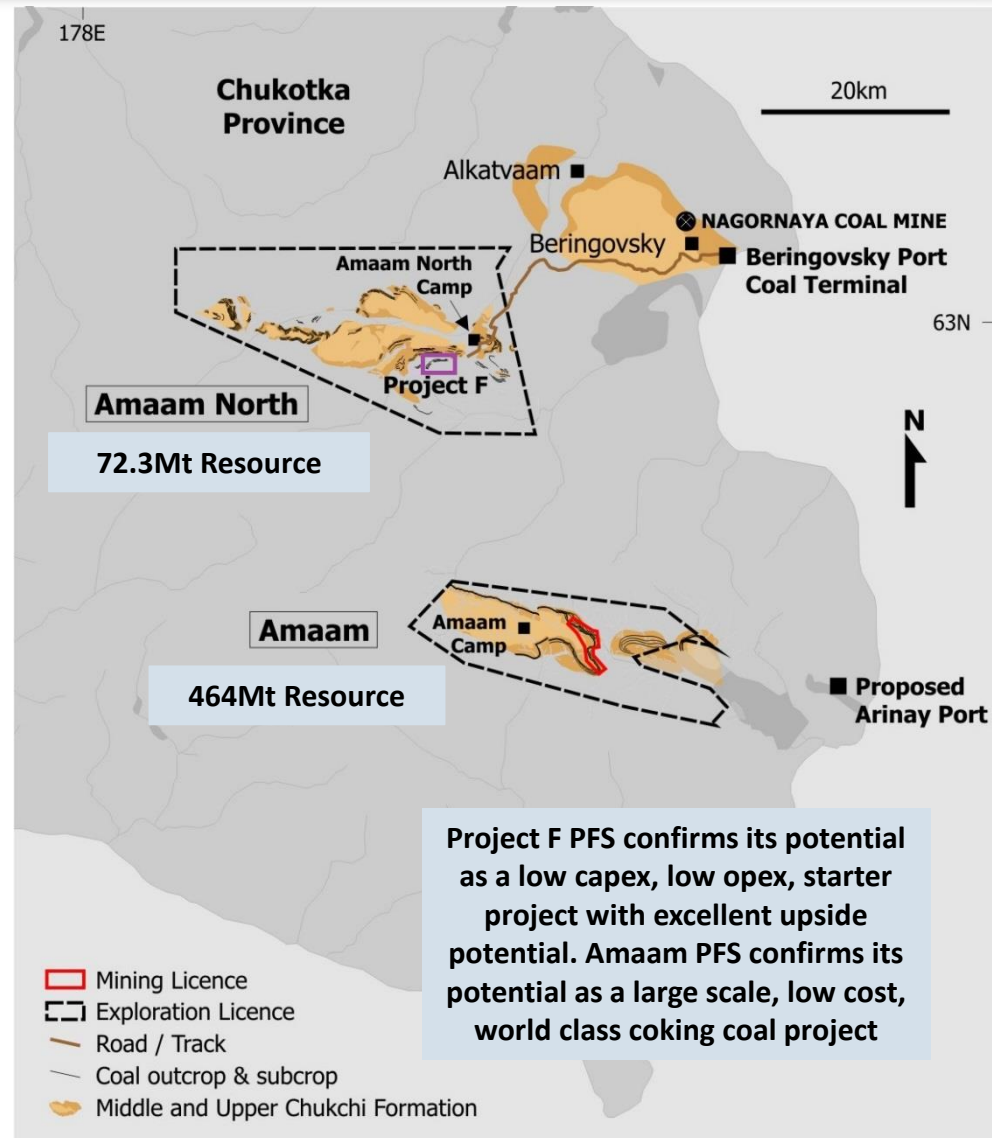 178E
Chukotka
Province
20km
Alkatvaam
NAGORNAYA COAL MINE
Beringovsky
Beringovsky Port
Coal Terminal
Amaam North
Camp
63N
Project F
Amaam North
N
72.3Mt Resource
Amaam
Amaam
Camp
464Mt Resource
Proposed
Arinay Port
Project F PFS confirms its potential
as a low capex, low opex, starter
project with excellent upside
potential. Amaam PFS confirms its
potential as a large scale, low cost,
world class coking coal project
Mining Licence
Exploration Licence
Road / Track
Coal outcrop & subcrop
Middle and Upper Chukchi Formation